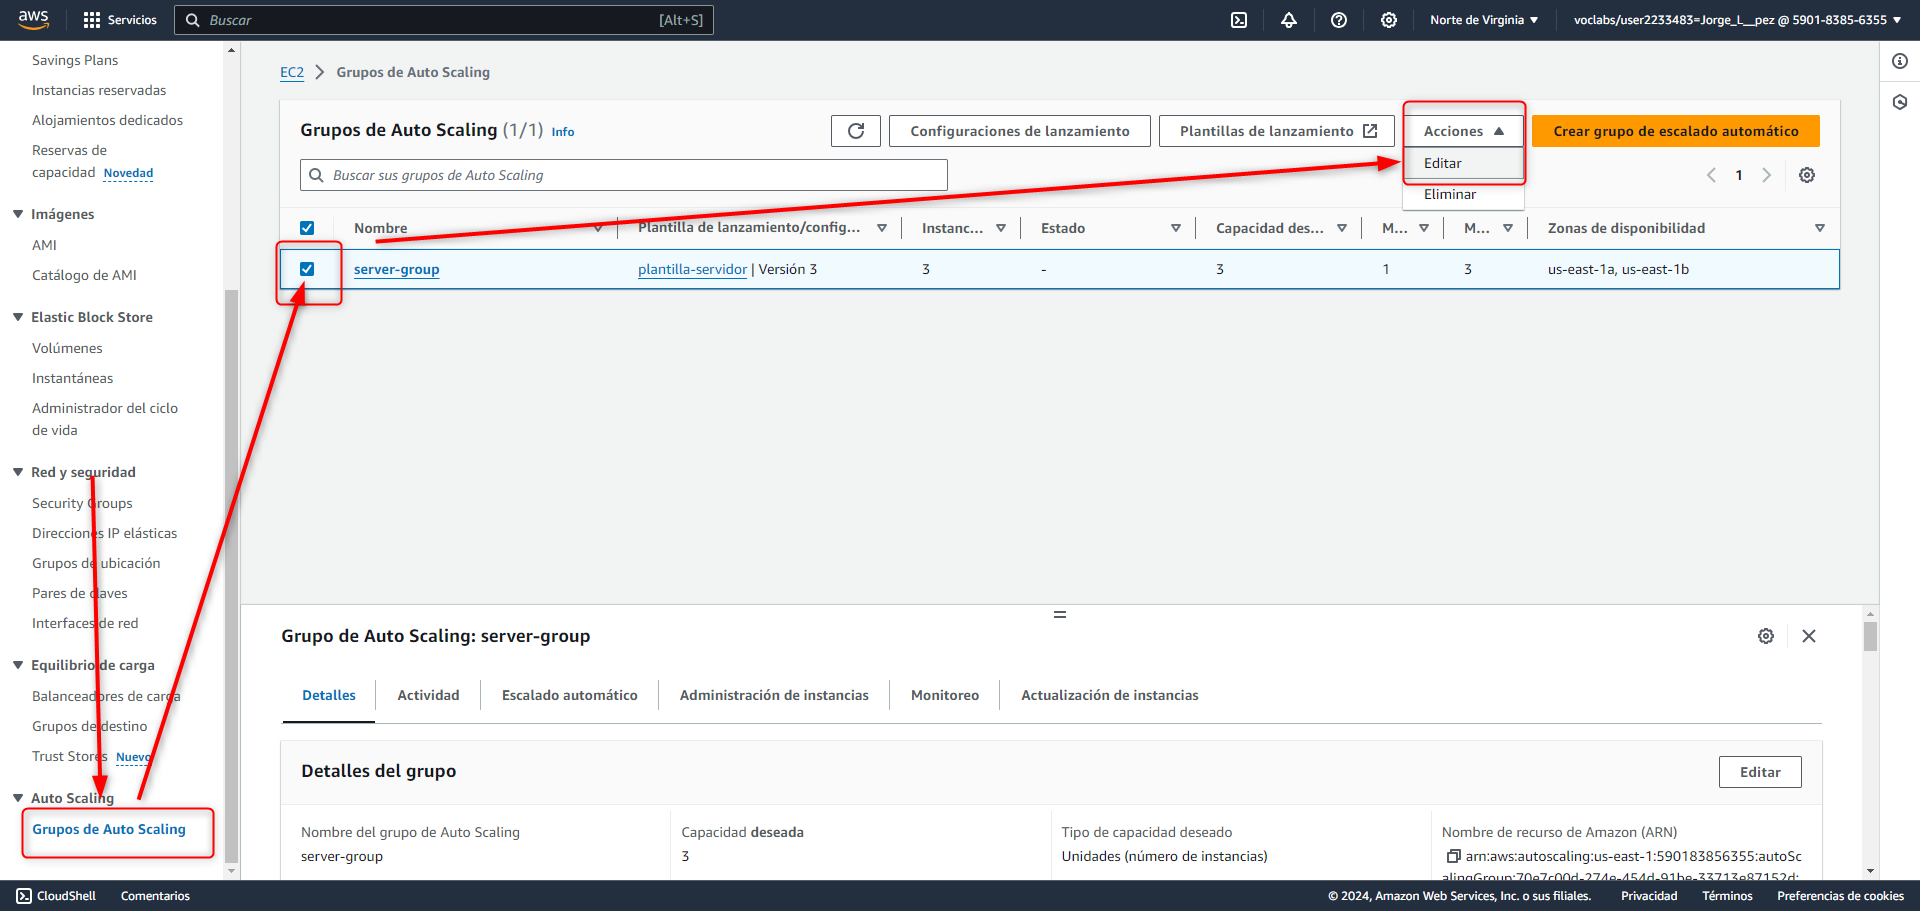 aws
Servicios
Buscar
[Alt+S]
Norte de Virginia
voclabs/user2233483=Jorge_L__pez @ 5901-8385-6355
Savings Plans
Instancias reservadas
Alojamientos dedicados
Reservas de
capacidad Novedad
Imágenes
AMI
Catálogo de AMI
Elastic Block Store
Volúmenes
Instantáneas
Administrador del ciclo
de vida
Red y seguridad
Security Groups
Direcciones IP elásticas
Grupos de ubicación
Pares de claves
Interfaces de red
Equilibrio de carga
Balanceadores de carga
Grupos de destino
Trust Stores Nuevo
Auto Scaling
Grupos de Auto Scaling
EC2 > Grupos de Auto Scaling
Grupos de Auto Scaling (1/1) Info
Configuraciones de lanzamiento
Plantillas de lanzamiento
Acciones
Crear grupo de escalado automático
Editar
Eliminar
Buscar sus grupos de Auto Scaling
1
Nombre
Plantilla de lanzamiento/config...
Instanc...
Estado
Capacidad des...
M...
M...
Zonas de disponibilidad
server-group
plantilla-servidor | Versión 3
3
-
3
1
3
us-east-1a, us-east-1b
Grupo de Auto Scaling: server-group
Detalles
Actividad
Escalado automático
Administración de instancias
Monitoreo
Actualización de instancias
Detalles del grupo
Editar
Nombre del grupo de Auto Scaling
server-group
Capacidad deseada
3
Tipo de capacidad deseado
Unidades (número de instancias)
Nombre de recurso de Amazon (ARN)
arn:aws:autoscaling:us-east-1:590183856355:autoSc
alingGroup:70e7c00d-274e-454d-91be-33713e87152d:
CloudShell
Comentarios
© 2024, Amazon Web Services, Inc. o sus filiales.
Privacidad
Términos
Preferencias de cookies